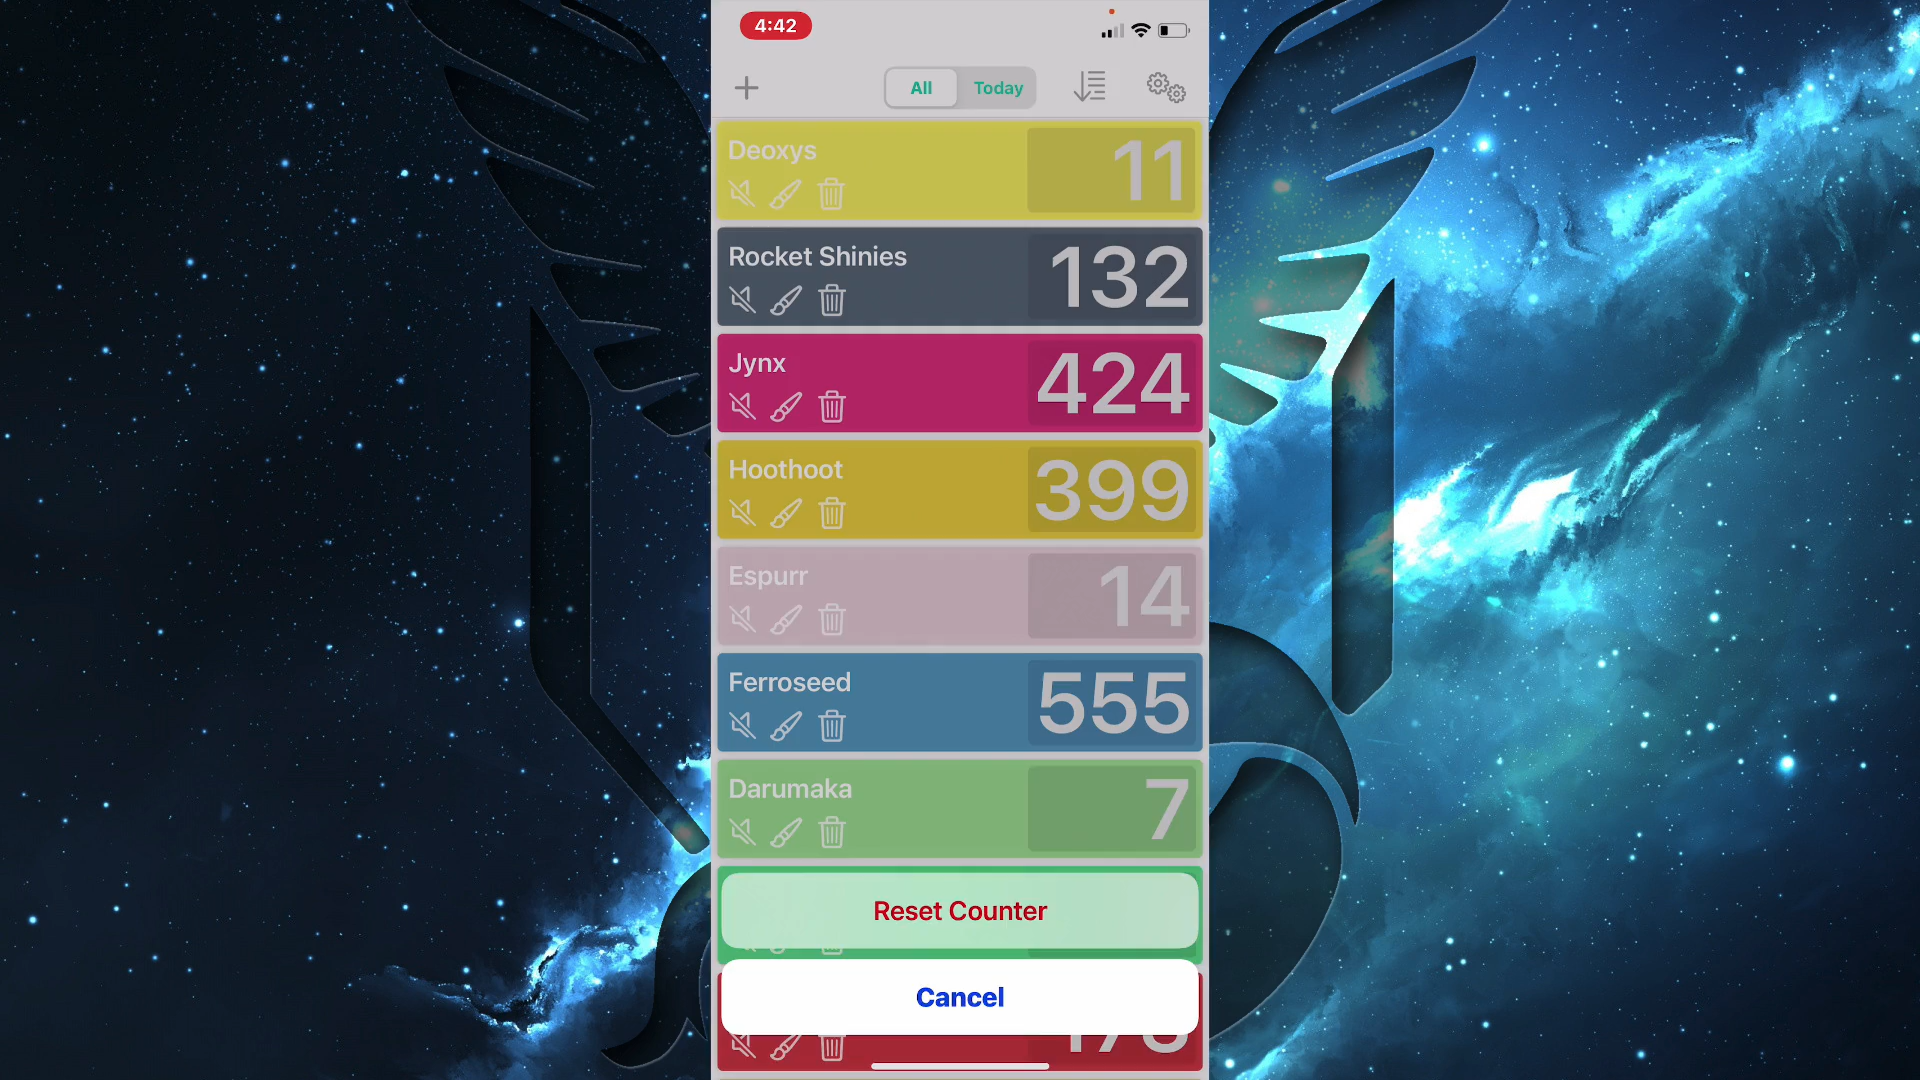 4:42
All Today
Deoxys 11
Rocket Shinies 132
Jynx 424
Hoothoot 399
Espurr 14
Ferroseed 555
Darumaka 7
Reset Counter
Cancel